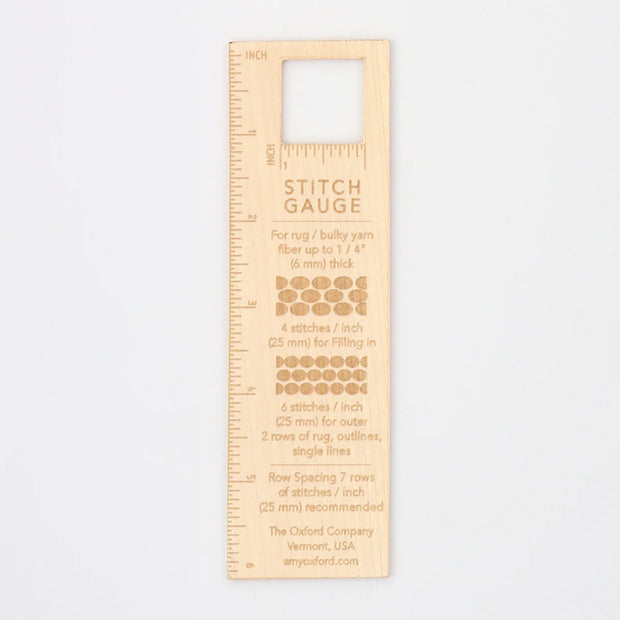 INCH
1
2
3
4
5
6
INCH
1
STITCH
GAUGE
For rug / bulky yarn
fiber up to 1 / 4"
(6 mm) thick
4 stitches / inch
(25 mm) for Filling in
6 stitches / inch
(25 mm) for outer
2 rows of rug, outlines,
single lines
Row Spacing 7 rows
of stitches / inch
(25 mm) recommended
The Oxford Company
Vermont, USA
amyoxford.com